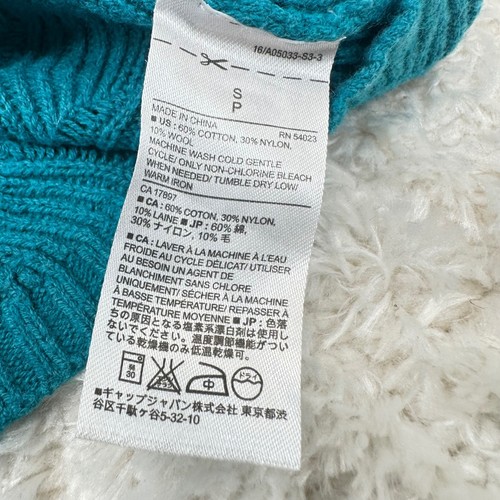 16/A05033-S3-3
S
P
MADE IN CHINA RN 54023
■ US : 60% COTTON, 30% NYLON,
10% WOOL
MACHINE WASH COLD GENTLE
CYCLE/ ONLY NON-CHLORINE BLEACH
WHEN NEEDED/ TUMBLE DRY LOW/
WARM IRON
CA 17897
■ CA : 60% COTON, 30% NYLON,
10% LAINE ■ JP : 60% 綿,
30% ナイロン, 10% 毛
■ CA : LAVER À LA MACHINE À L'EAU
FROIDE AU CYCLE DÉLICAT/ UTILISER
AU BESOIN UN AGENT DE
BLANCHIMENT SANS CHLORE
UNIQUEMENT/ SÉCHER À LA MACHINE
À BASSE TEMPÉRATURE/ REPASSER À
TEMPÉRATURE MOYENNE ■ JP : 色落
ちの原因となる塩素系漂白剤は使用し
ないでください。温度調節機能がつい
ている乾燥機のみ低温乾燥可。
弱
30
中
ドライ
■ギャップジャパン株式会社 東京都渋
谷区千駄ヶ谷5-32-10